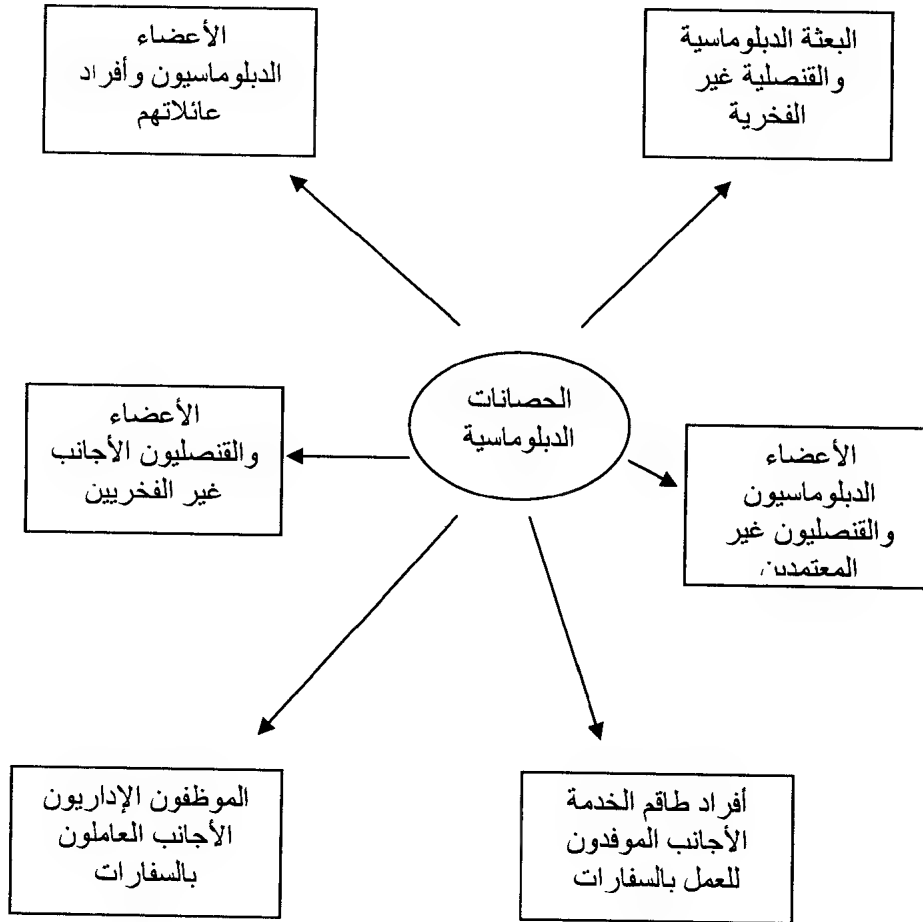 البعثة الدبلوماسية
والقنصلية غير
الفخرية
الأعضاء
الدبلوماسيون وأفراد
عائلاتهم
الحصانات
الدبلوماسية
الأعضاء
الدبلوماسيون
والقنصليون غير
المعتمدين
الأعضاء
والقنصليون الأجانب
غير الفخريين
أفراد طاقم الخدمة
الأجانب الموفدون
للعمل بالسفارات
الموظفون الإداريون
الأجانب العاملون
بالسفارات